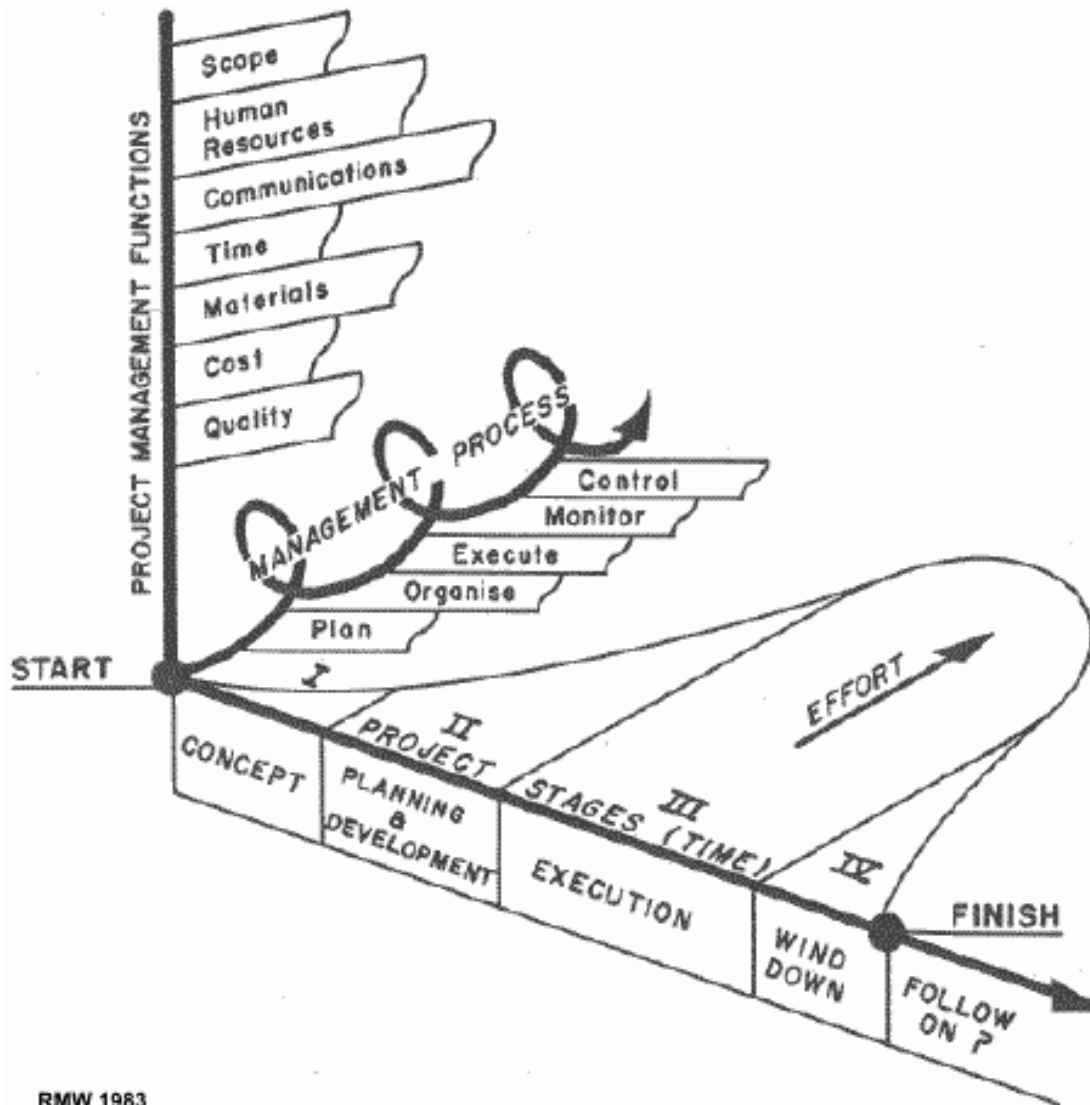 PROJECT MANAGEMENT FUNCTIONS
Scope
Human
Resources
Communications
Time
Materials
Cost
Quality
MANAGEMENT PROCESS
Control
Monitor
Execute
Organise
Plan
START
I
II
III
IV
PROJECT STAGES (TIME)
EFFORT
CONCEPT
PLANNING
&
DEVELOPMENT
EXECUTION
WIND
DOWN
FINISH
FOLLOW
ON ?
RMW 1983